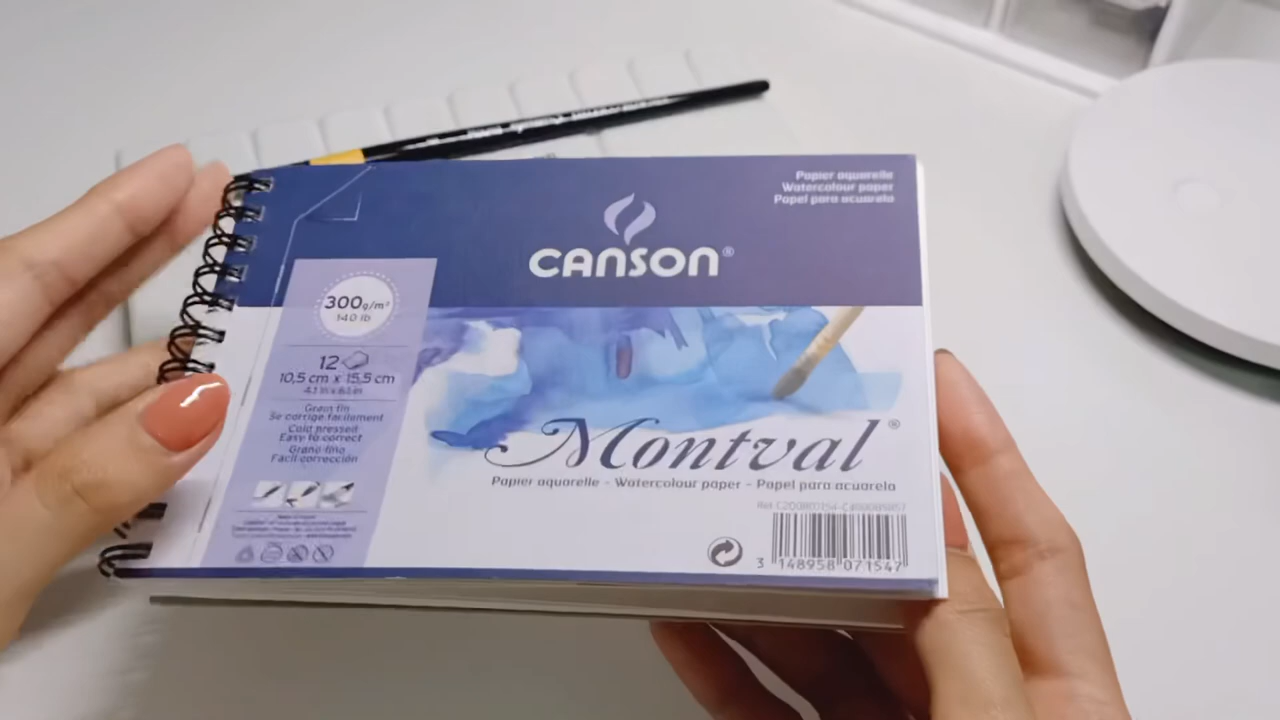 Papier aquarelle
Watercolour paper
Papel para acuarela
CANSON®
300g/m²
140 lb
12
10,5 cm x 15,5 cm
Grain fin
Se corrige facilement
Cold pressed
Easy to correct
Grano fino
Fácil corrección
Montval®
Papier aquarelle - Watercolour paper - Papel para acuarela
3 148958 071547